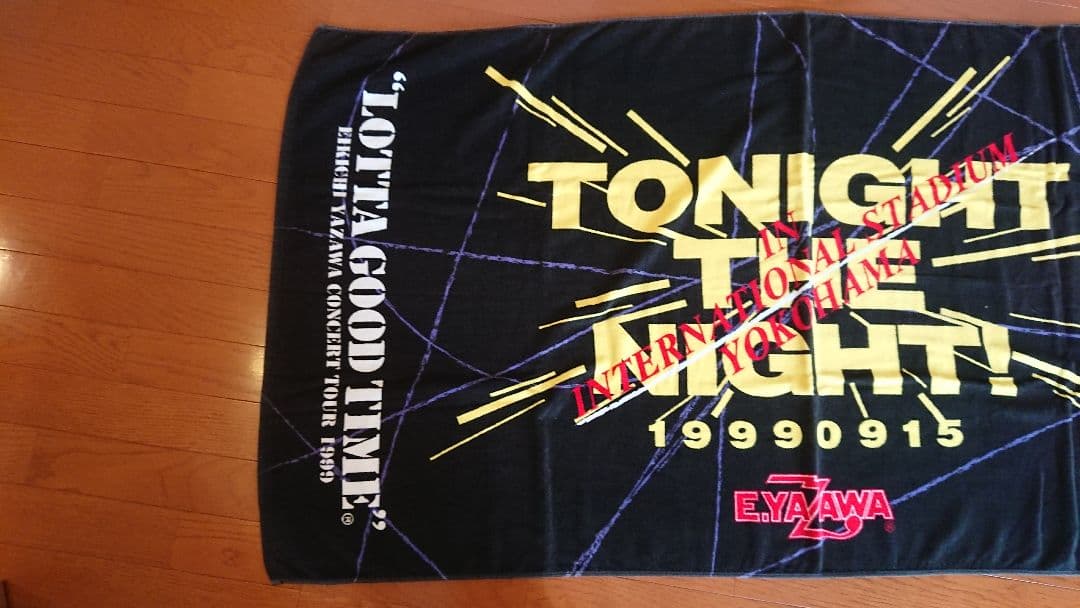 “LOTTA GOOD TIME”®
EIKICHI YAZAWA CONCERT TOUR 1999
TONIGHT
THE
NIGHT!
IN
INTERNATIONAL STADIUM
YOKOHAMA
19990915
E.YAZAWA®